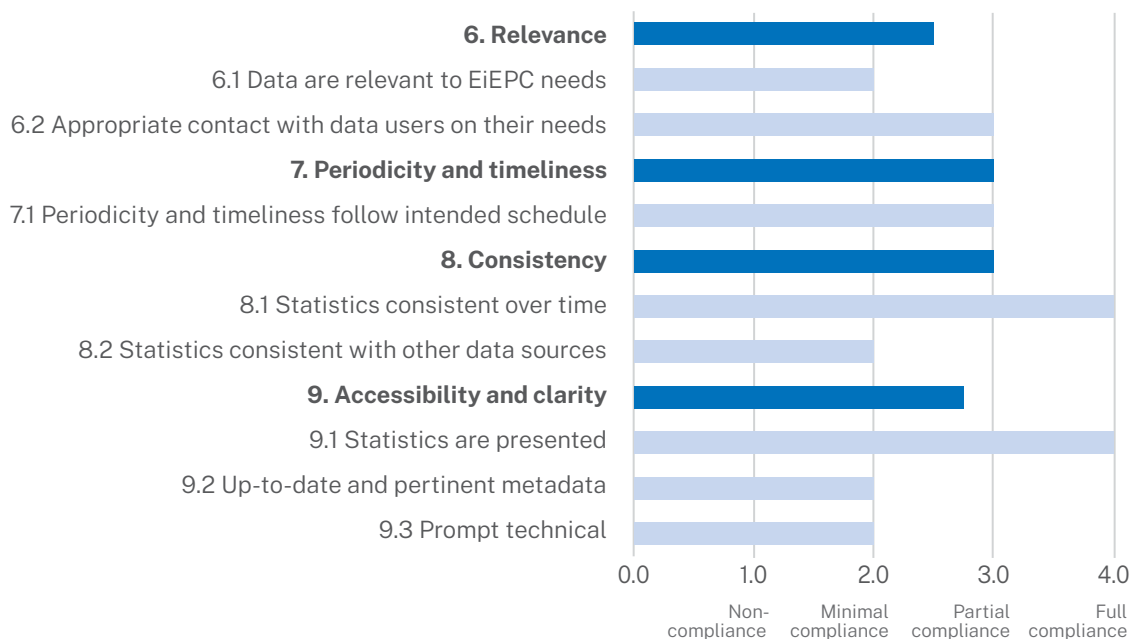 6. Relevance
6.1 Data are relevant to EiEPC needs
6.2 Appropriate contact with data users on their needs
7. Periodicity and timeliness
7.1 Periodicity and timeliness follow intended schedule
8. Consistency
8.1 Statistics consistent over time
8.2 Statistics consistent with other data sources
9. Accessibility and clarity
9.1 Statistics are presented
9.2 Up-to-date and pertinent metadata
9.3 Prompt technical
0.0 1.0 2.0 3.0 4.0
Non- Minimal Partial Full
compliance compliance compliance compliance